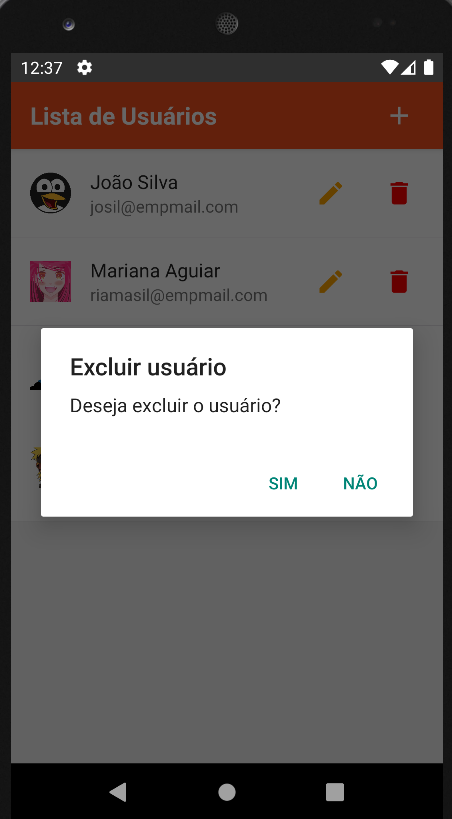 12:37
Lista de Usuários
João Silva
josil@empmail.com
Mariana Aguiar
riamasil@empmail.com
Excluir usuário
Deseja excluir o usuário?
SIM NÃO